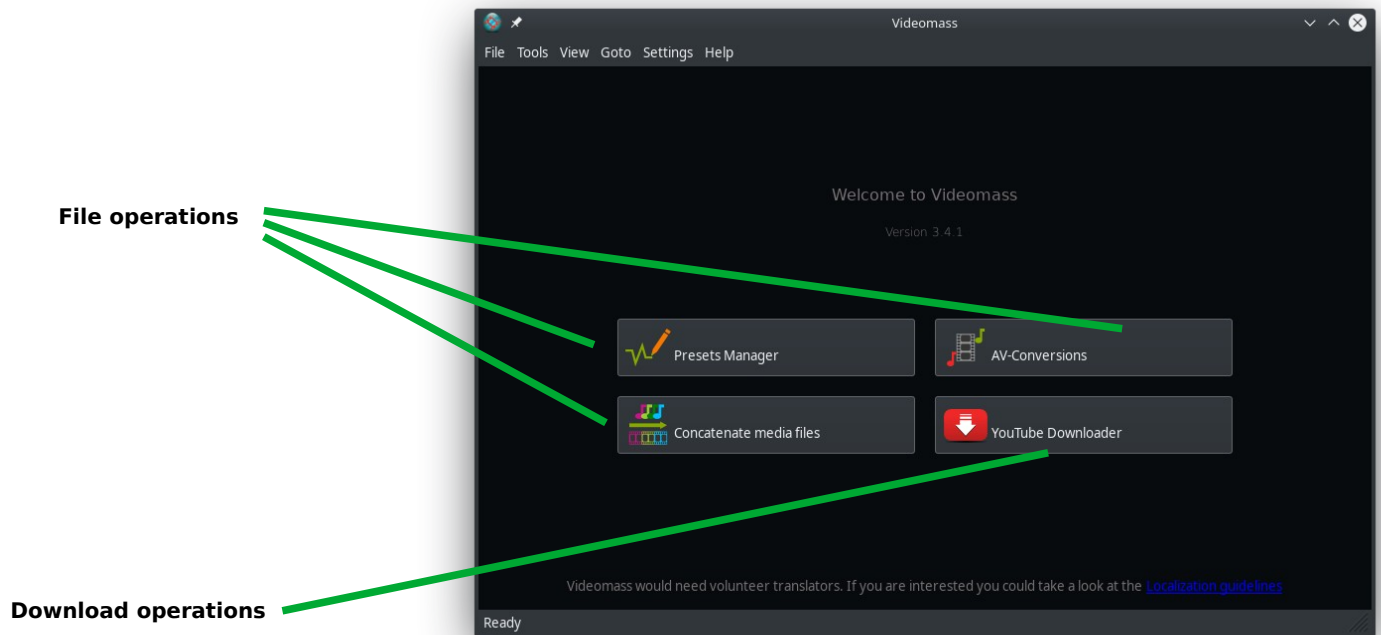 Videomass
File Tools View Goto Settings Help
Welcome to Videomass
Version 3.4.1
File operations
Presets Manager
AV-Conversions
Concatenate media files
YouTube Downloader
Videomass would need volunteer translators. If you are interested you could take a look at the Localization guidelines
Download operations
Ready